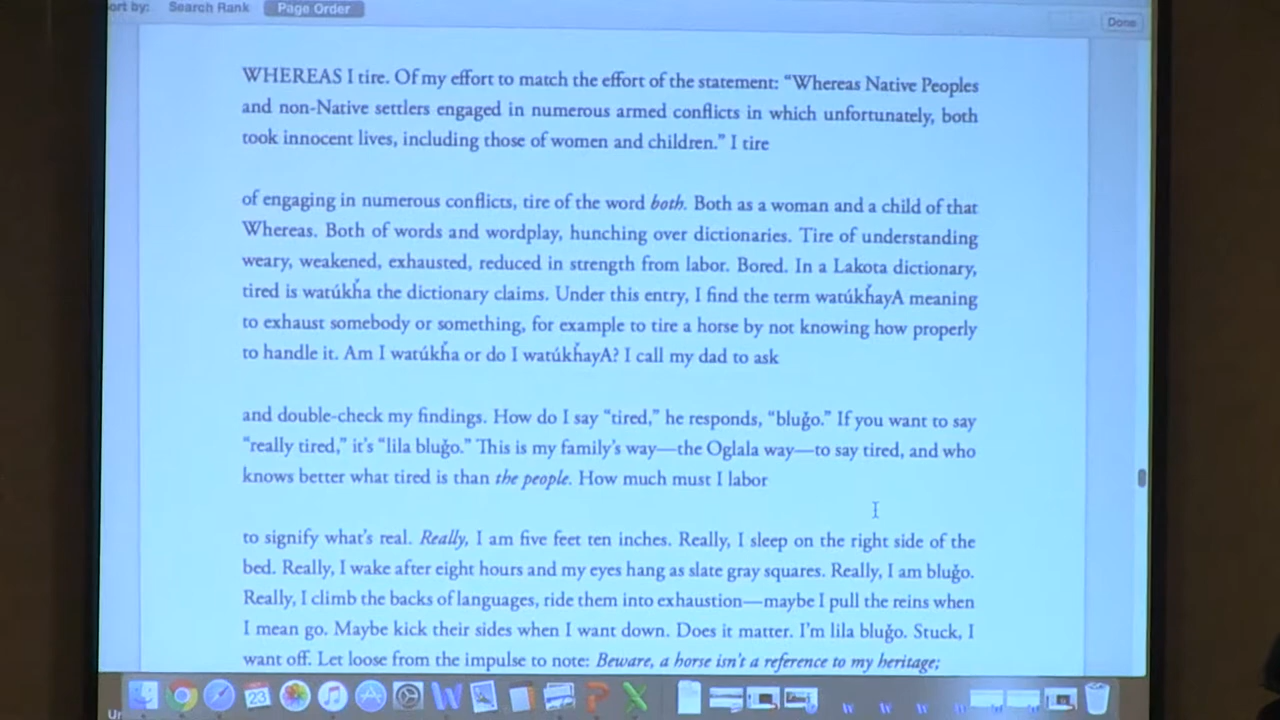 ort by: Search Rank Page Order
Done
WHEREAS I tire. Of my effort to match the effort of the statement: “Whereas Native Peoples
and non-Native settlers engaged in numerous armed conflicts in which unfortunately, both
took innocent lives, including those of women and children.” I tire
of engaging in numerous conflicts, tire of the word both. Both as a woman and a child of that
Whereas. Both of words and wordplay, hunching over dictionaries. Tire of understanding
weary, weakened, exhausted, reduced in strength from labor. Bored. In a Lakota dictionary,
tired is watúkȟa the dictionary claims. Under this entry, I find the term watúkȟayA meaning
to exhaust somebody or something, for example to tire a horse by not knowing how properly
to handle it. Am I watúkȟa or do I watúkȟayA? I call my dad to ask
and double-check my findings. How do I say “tired,” he responds, “bluǧo.” If you want to say
“really tired,” it’s “lila bluǧo.” This is my family’s way—the Oglala way—to say tired, and who
knows better what tired is than the people. How much must I labor
to signify what’s real. Really, I am five feet ten inches. Really, I sleep on the right side of the
bed. Really, I wake after eight hours and my eyes hang as slate gray squares. Really, I am bluǧo.
Really, I climb the backs of languages, ride them into exhaustion—maybe I pull the reins when
I mean go. Maybe kick their sides when I want down. Does it matter. I’m lila bluǧo. Stuck, I
want off. Let loose from the impulse to note: Beware, a horse isn’t a reference to my heritage;
23